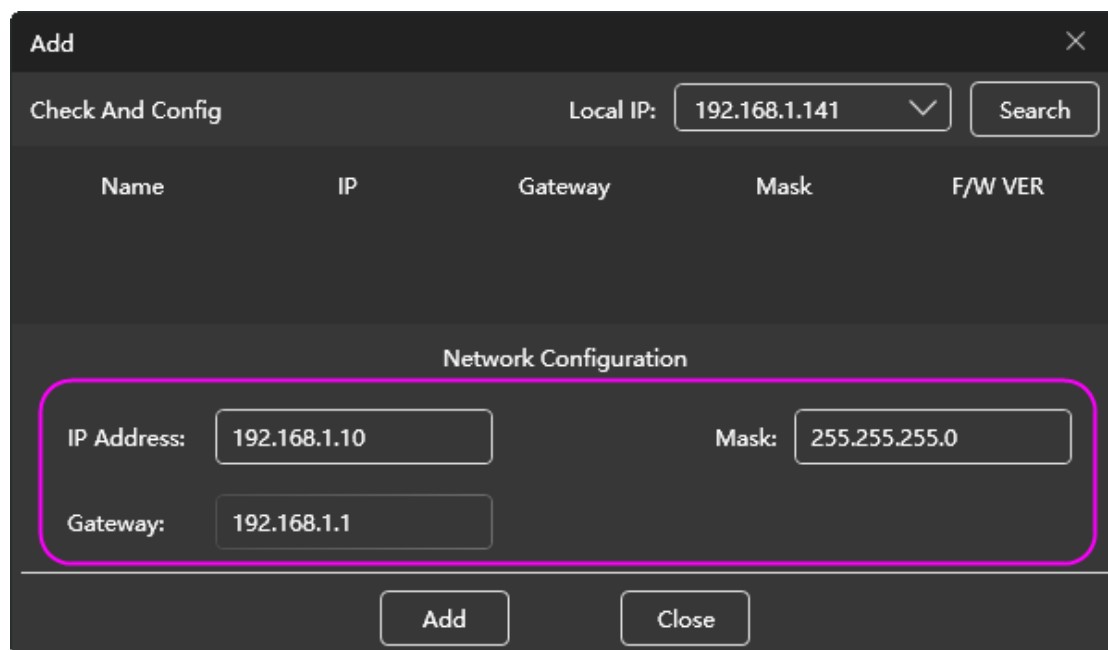 Add
Check And Config Local IP: 192.168.1.141 Search
Name IP Gateway Mask F/W VER
Network Configuration
IP Address: 192.168.1.10 Mask: 255.255.255.0
Gateway: 192.168.1.1
Add Close